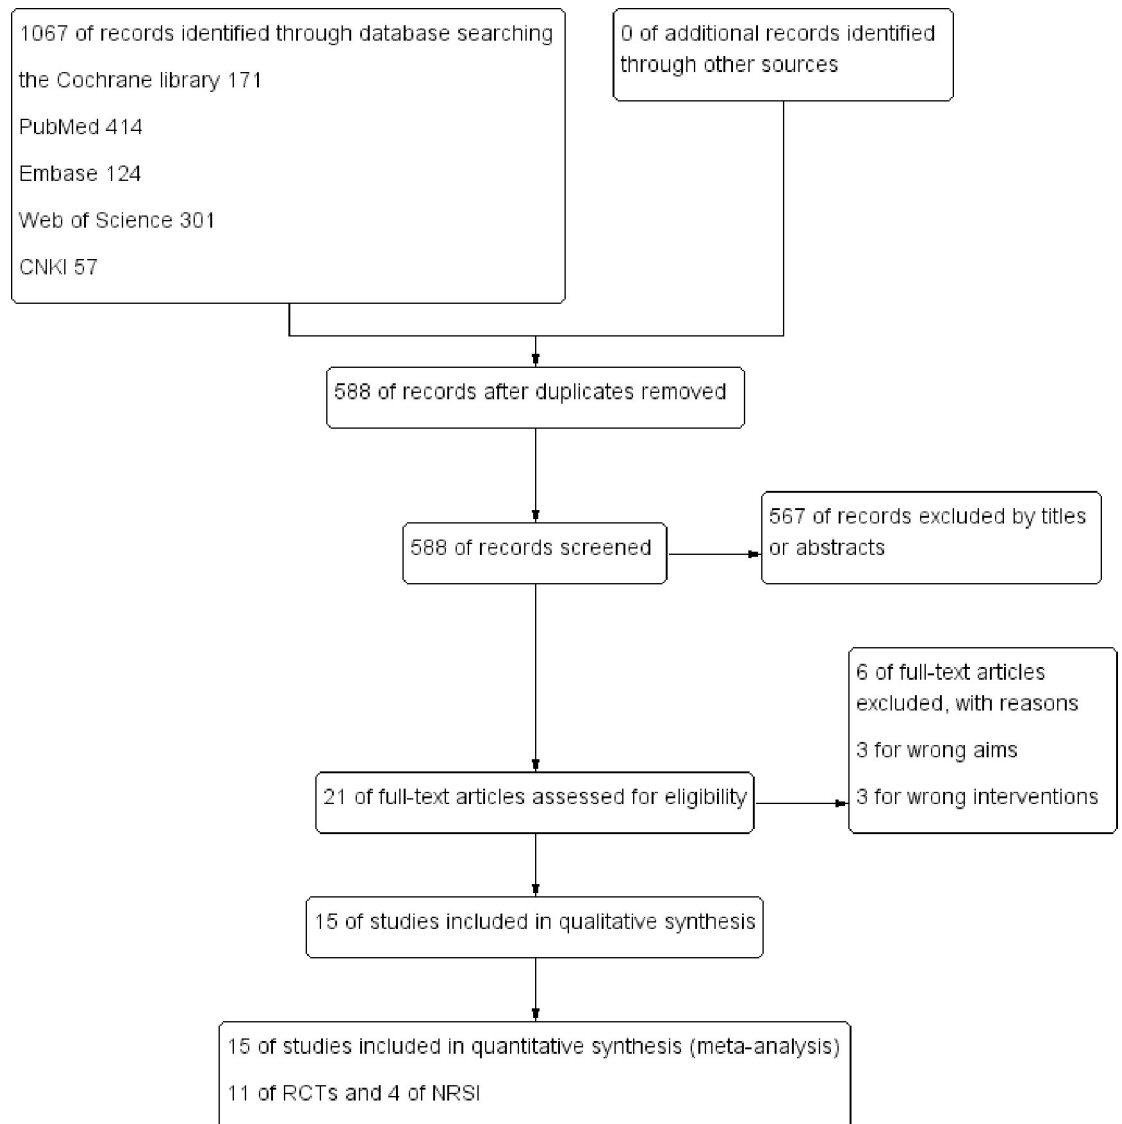 1067 of records identified through database searching
the Cochrane library 171
PubMed 414
Embase 124
Web of Science 301
CNKI 57
0 of additional records identified
through other sources
588 of records after duplicates removed
588 of records screened
567 of records excluded by titles
or abstracts
21 of full-text articles assessed for eligibility
6 of full-text articles
excluded, with reasons
3 for wrong aims
3 for wrong interventions
15 of studies included in qualitative synthesis
15 of studies included in quantitative synthesis (meta-analysis)
11 of RCTs and 4 of NRSI